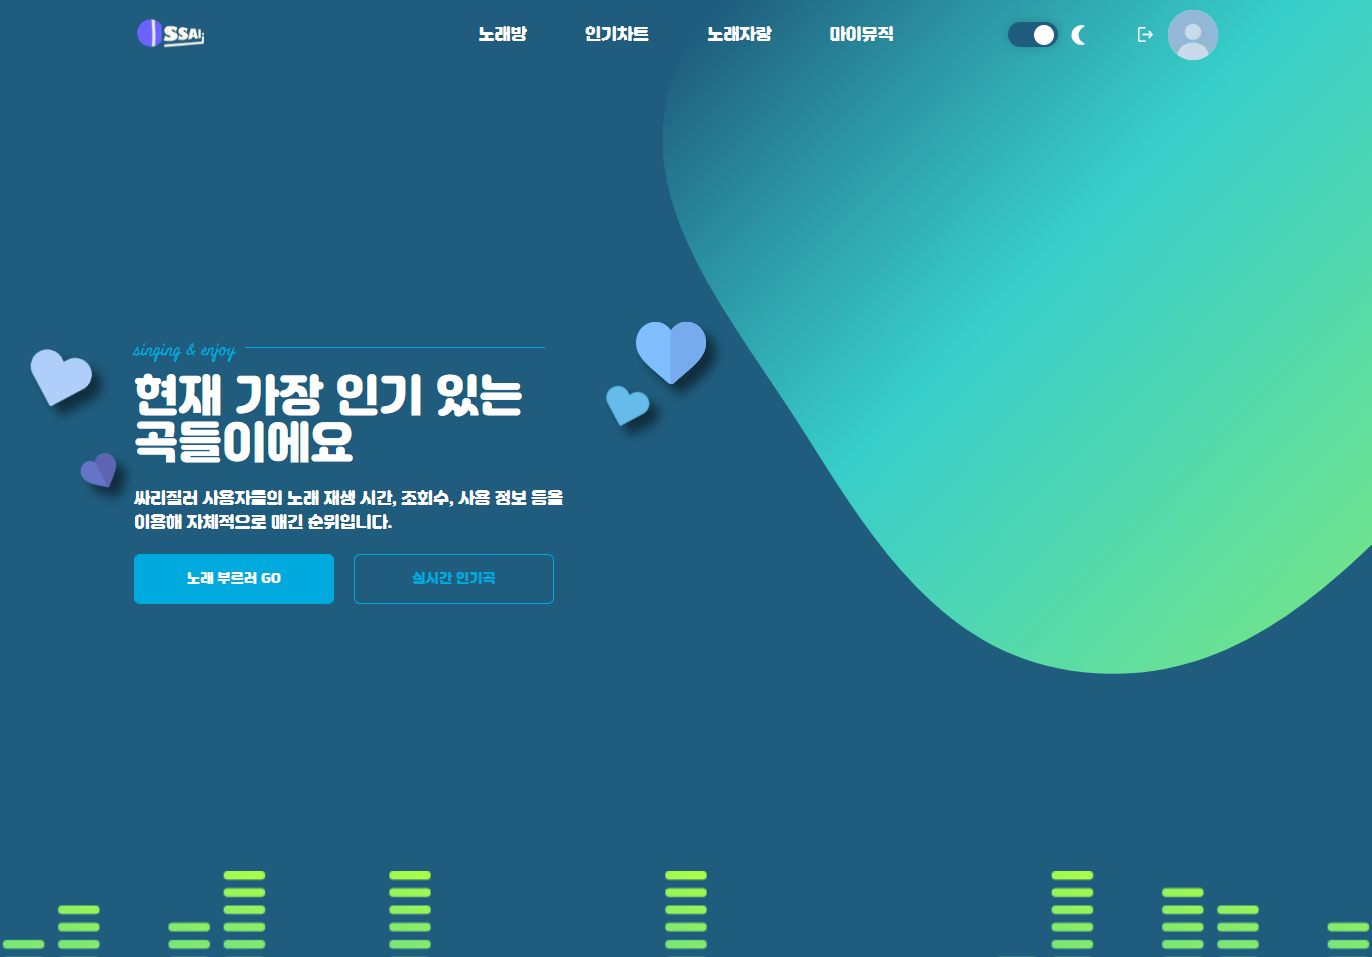 SSAI;
노래방
인기차트
노래자랑
마이뮤직
singing & enjoy
현재 가장 인기 있는
곡들이에요
싸리질러 사용자들의 노래 재생 시간, 조회수, 사용 정보 등을
이용해 자체적으로 매긴 순위입니다.
노래 부르러 GO
실시간 인기곡